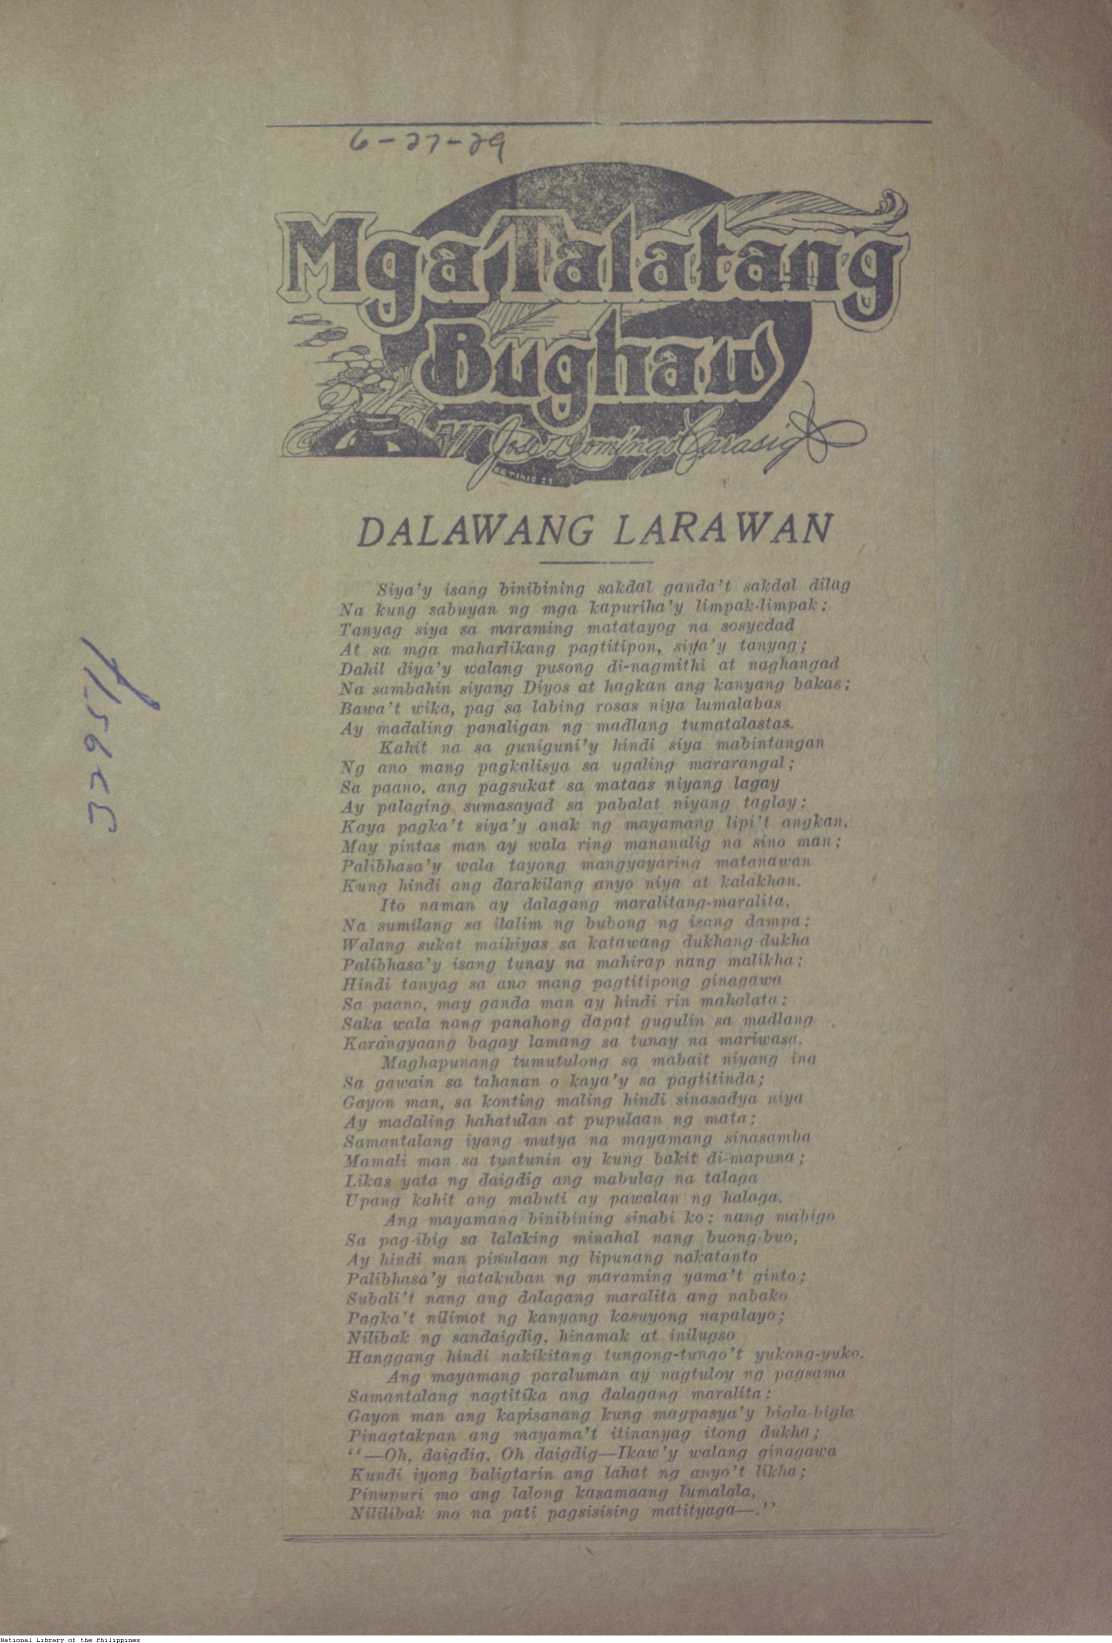 6-27-29
Mga Talatang
Bughaw
NI Jose Domingo Carasig
DALAWANG LARAWAN
Siya'y isang binibining sakdal ganda't sakdal dilag
Na kung sabuyan ng mga kapuriha'y limpak-limpak;
Tanyag siya sa maraming matatayog na sosyedad
At sa mga maharlikang pagtitipon, siya'y tanyag;
Dahil diya'y walang pusong di-nagmithi at naghangad
Na sambahin siyang Diyos at hagkan ang kanyang bakas;
Bawa't wika, pag sa labing rosas niya lumalabas
Ay madaling panaligan ng madlang tumatalastas.
Kahit na sa guniguni'y hindi siya mabintangan
Ng ano mang pagkalisya sa ugaling mararangal;
Sa paano, ang pagsukat sa mataas niyang lagay
Ay palaging sumasayad sa pabalat niyang taglay;
Kaya pagka't siya'y anak ng mayamang lipi't angkan,
May pintas man ay wala ring mananalig na sino man;
Palibhasa'y wala tayong mangyayaring matanawan
Kung hindi ang darakilang anyo niya at kalakhan.
Ito naman ay dalagang maralitang-maralita,
Na sumilang sa ilalim ng bubong ng isang dampa;
Walang sukat maihiyas sa katawang dukhang-dukha
Palibhasa'y isang tunay na mahirap nang malikha;
Hindi tanyag sa ano mang pagtitipong ginagawa
Sa paano, may ganda man ay hindi rin mahalata;
Saka wala nang panahong dapat gugulin sa madlang
Karangyaang bagay lamang sa tunay na mariwasa.
Maghapunang tumutulong sa mabait niyang ina
Sa gawain sa tahanan o kaya'y sa pagtitinda;
Gayon man, sa konting maling hindi sinasadya niya
Ay madaling hahatulan at pupulaan ng mata;
Samantalang iyang mutya na mayamang sinasamba
Mamali man sa tuntunin ay kung bakit di-mapuna;
Likas yata ng daigdig ang mabulag na talaga
Upang kahit ang mabuti ay pawalan ng halaga.
Ang mayamang binibining sinabi ko; nang mabigo
Sa pag-ibig sa lalaking minahal nang buong-buo,
Ay hindi man pinulaan ng lipunang nakatanto
Palibhasa'y natakuban ng maraming yama't ginto;
Subali't nang ang dalagang maralita ang nabako
Pagka't nilimot ng kanyang kasuyong napalayo;
Nilibak ng sandaigdig, hinamak at inilugso
Hanggang hindi nakikitang tungong-tungo't yukong-yuko.
Ang mayamang paraluman ay nagtuloy ng pagsama
Samantalang nagtitika ang dalagang maralita;
Gayon man ang kapisanang kung magpasya'y bigla-bigla
Pinagtakpan ang mayama't itinanyag itong dukha;
"—Oh, daigdig, Oh daigdig—Ikaw'y walang ginagawa
Kundi iyong baligtarin ang lahat ng anyo't likha;
Pinupuri mo ang lalong kasamaang lumalala,
Nililibak mo na pati pagsisising matityaga—."
National Library of the Philippines